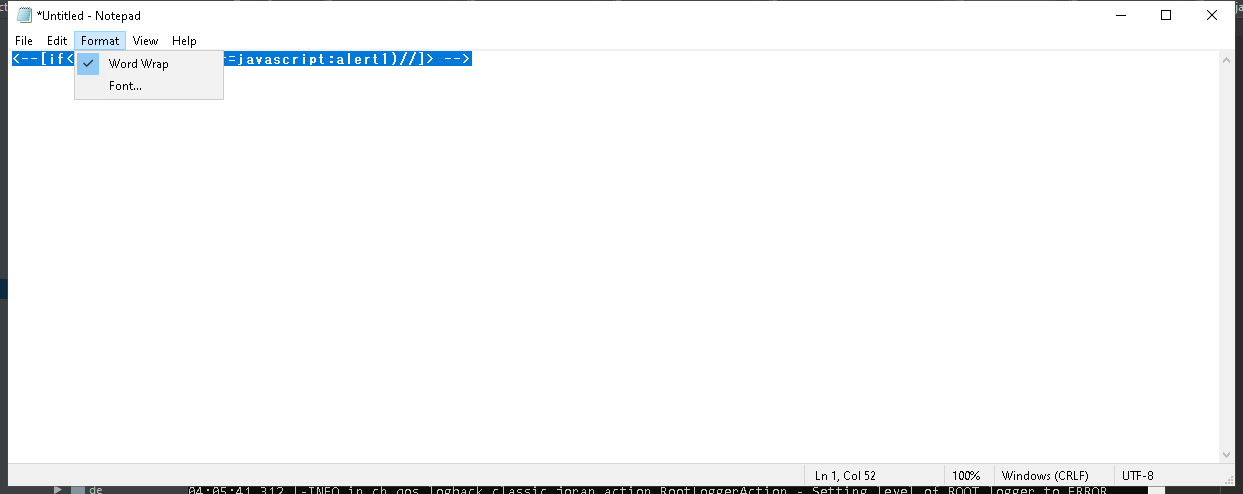 *Untitled - Notepad
File Edit Format View Help
<--[if< =javascript:alert1)//]> -->
Word Wrap
Font...
Ln 1, Col 52 100% Windows (CRLF) UTF-8
de 04:05:41,312 |-INFO in ch.qos.logback.classic.joran.action.RootLoggerAction - Setting level of ROOT logger to ERROR